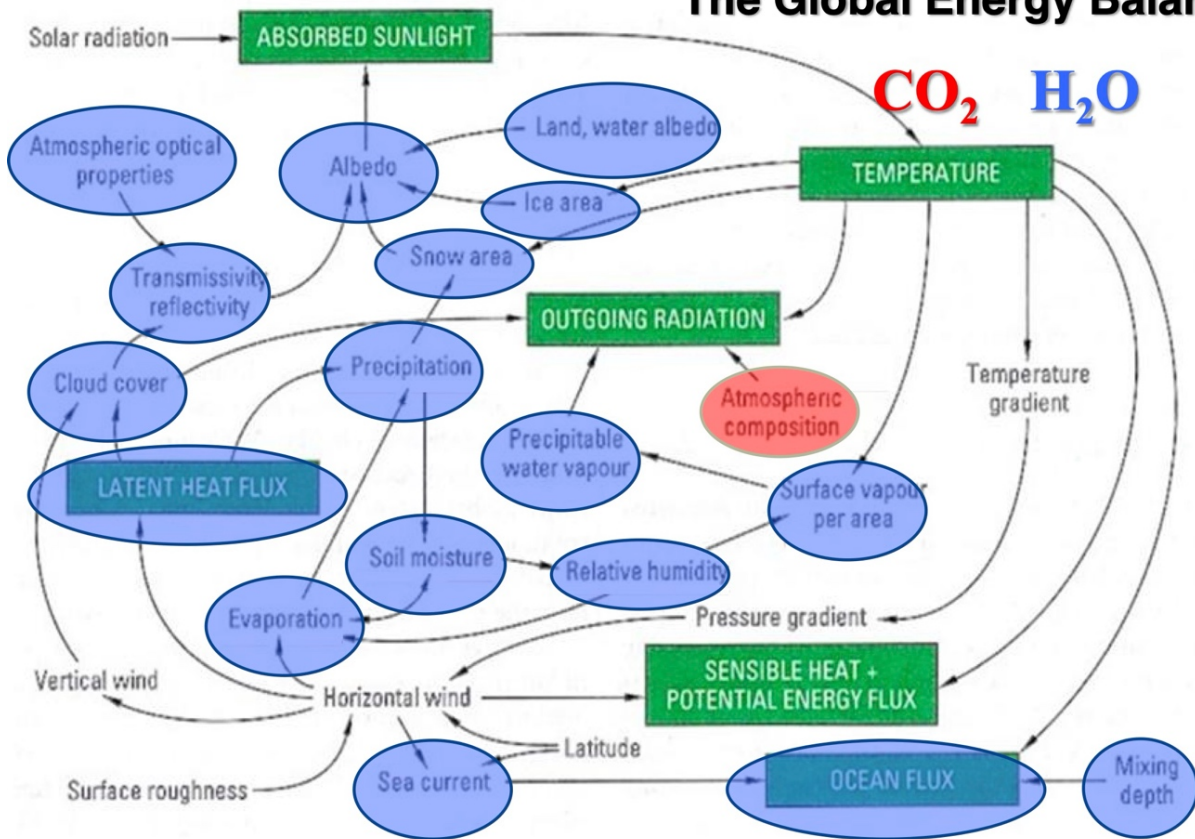 The Global Energy Balan
Solar radiation
ABSORBED SUNLIGHT
CO2 H2O
Atmospheric optical
properties
Albedo
Land, water albedo
TEMPERATURE
Ice area
Snow area
Transmissivity
reflectivity
OUTGOING RADIATION
Cloud cover
Precipitation
Temperature
gradient
Atmospheric
composition
Precipitable
water vapour
LATENT HEAT FLUX
Surface vapour
per area
Soil moisture
Relative humidity
Evaporation
Pressure gradient
SENSIBLE HEAT +
POTENTIAL ENERGY FLUX
Vertical wind
Horizontal wind
Latitude
Surface roughness
Sea current
OCEAN FLUX
Mixing
depth